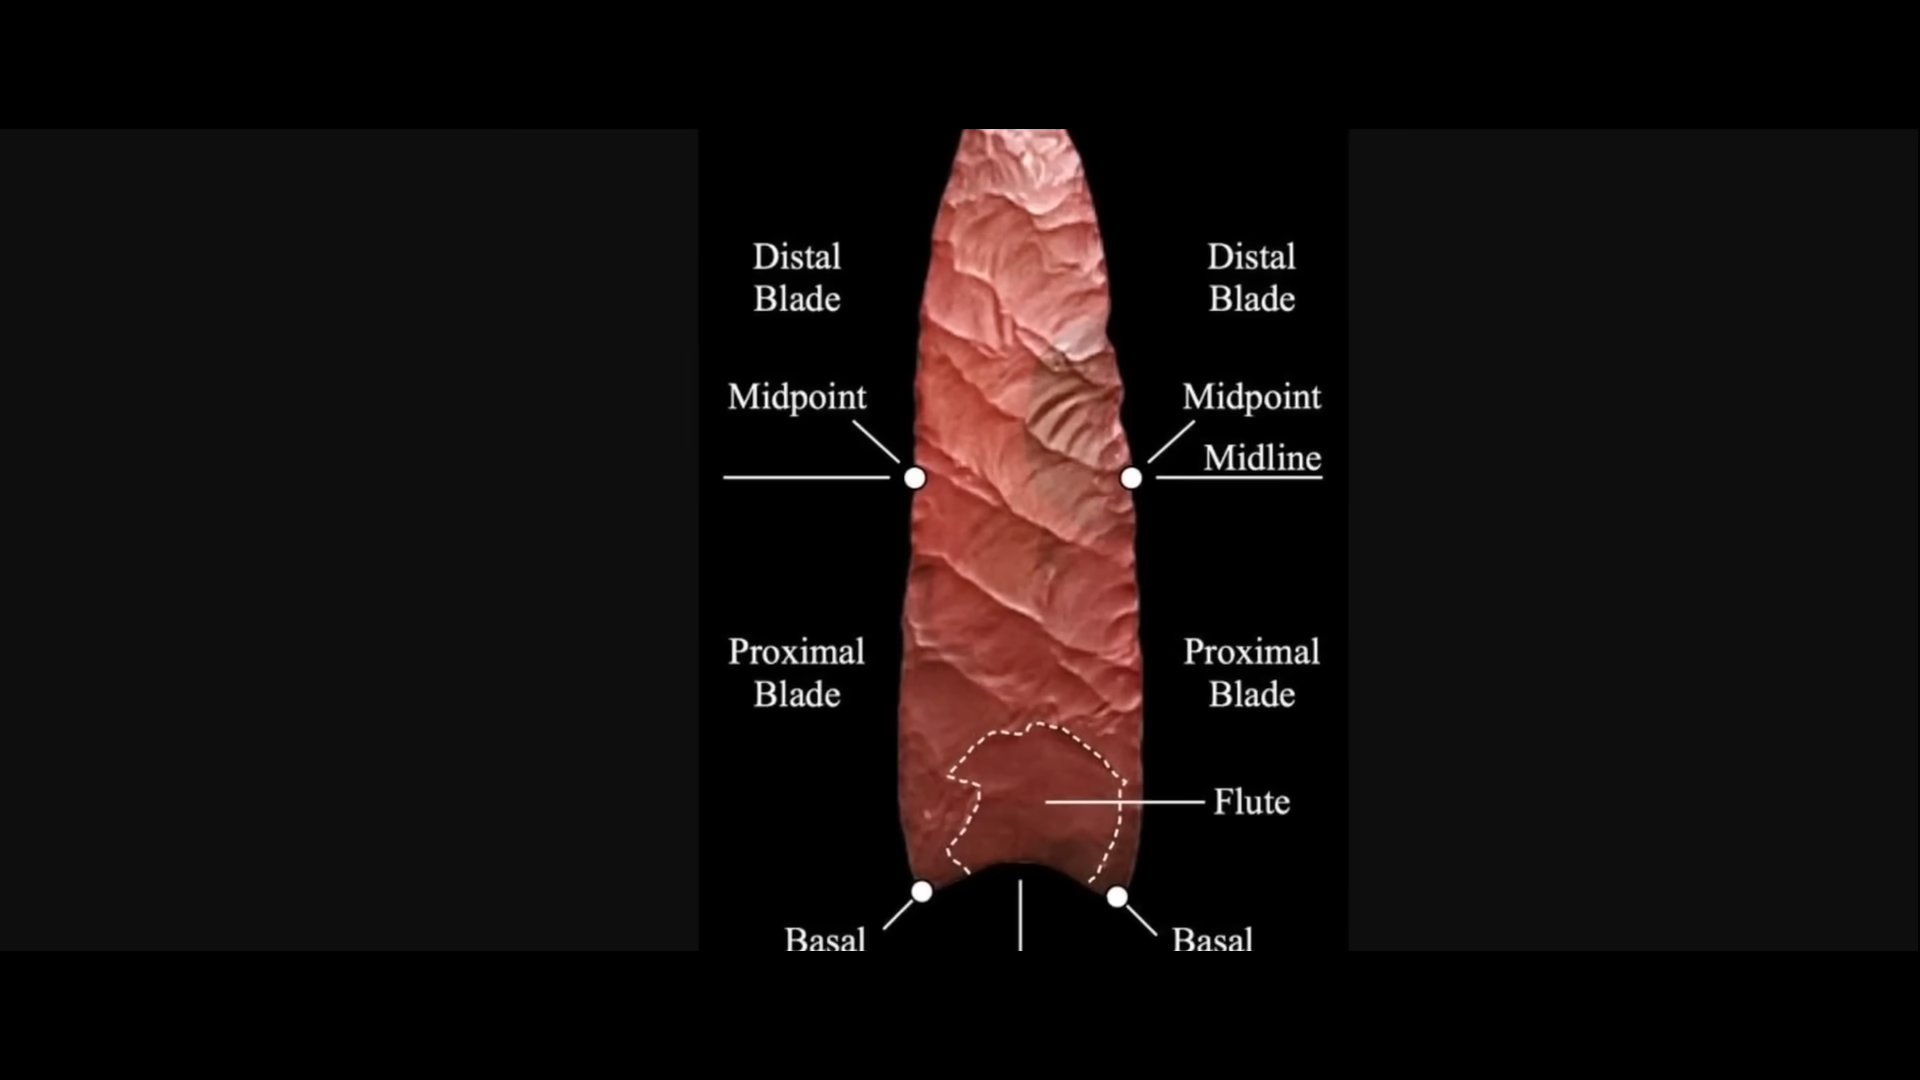 Distal
Blade
Distal
Blade
Midpoint
Midpoint
Midline
Proximal
Blade
Proximal
Blade
Flute
Basal
Basal